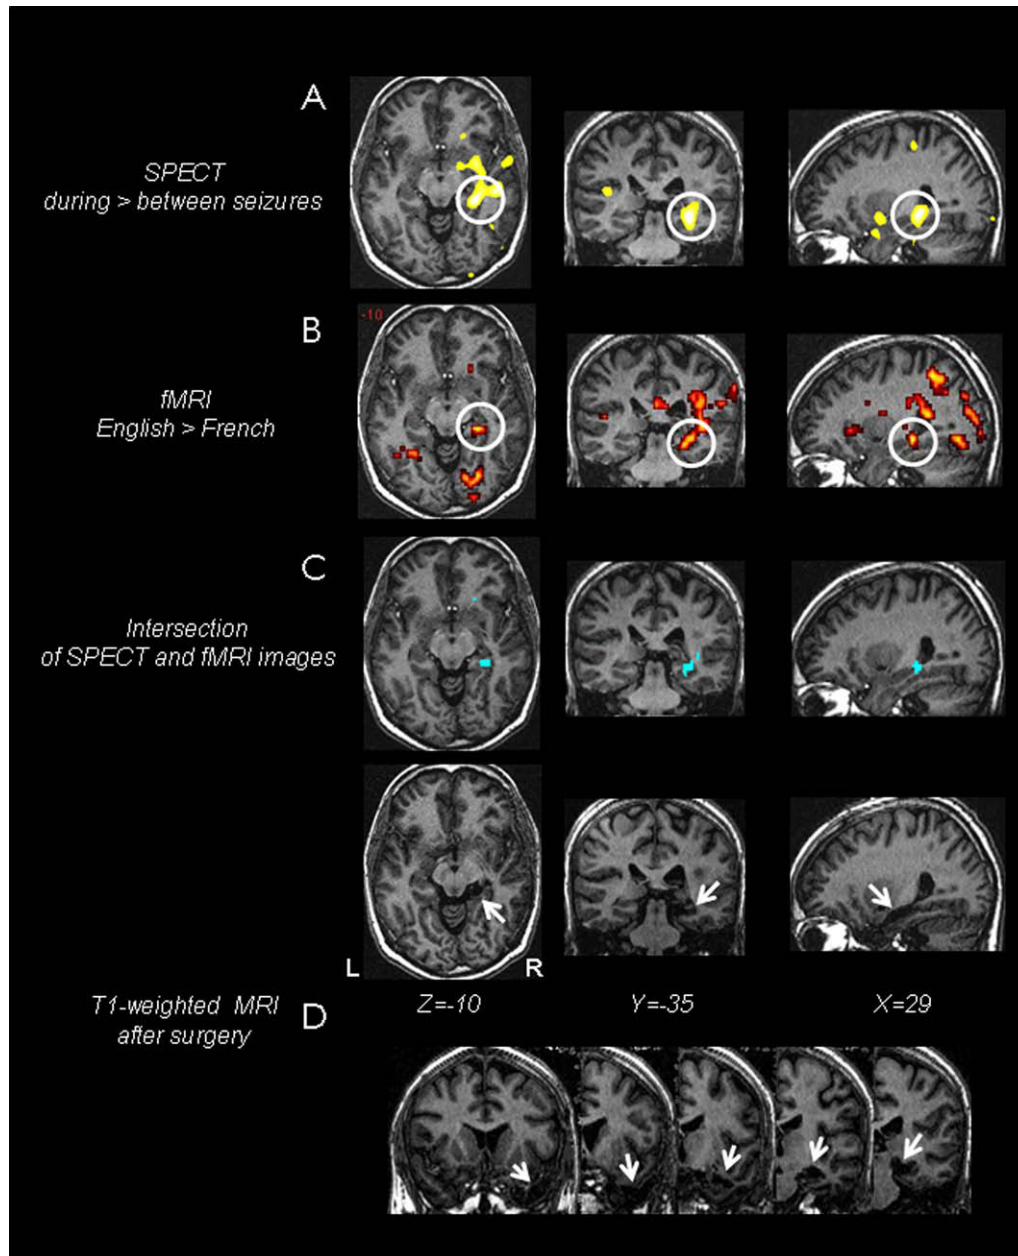 A
SPECT
during > between seizures
B
-10
fMRI
English > French
C
Intersection
of SPECT and fMRI images
L
R
Z=-10
Y=-35
X=29
T1-weighted MRI
after surgery
D